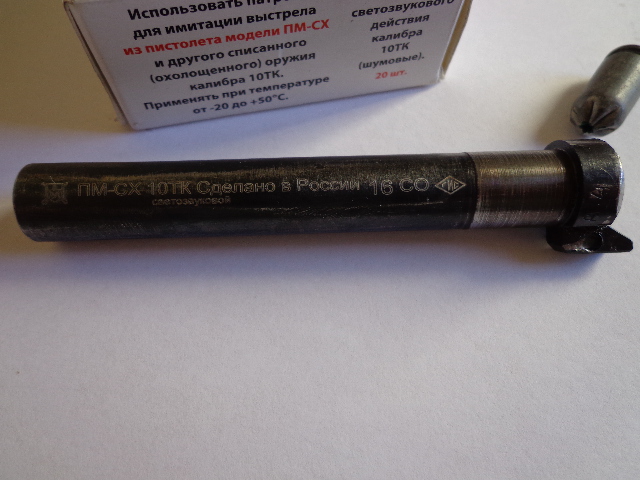 Использовать
для имитации выстрела
из пистолета модели ПМ-СХ
и другого списанного
(охолощенного) оружия
калибра 10ТК.
Применять при температуре
от -20 до +50°C.
светозвукового
действия
калибра
10ТК
(шумовые).
20 шт.
ПМ-СХ 10ТК Сделано в России 16 СО
светозвуковой